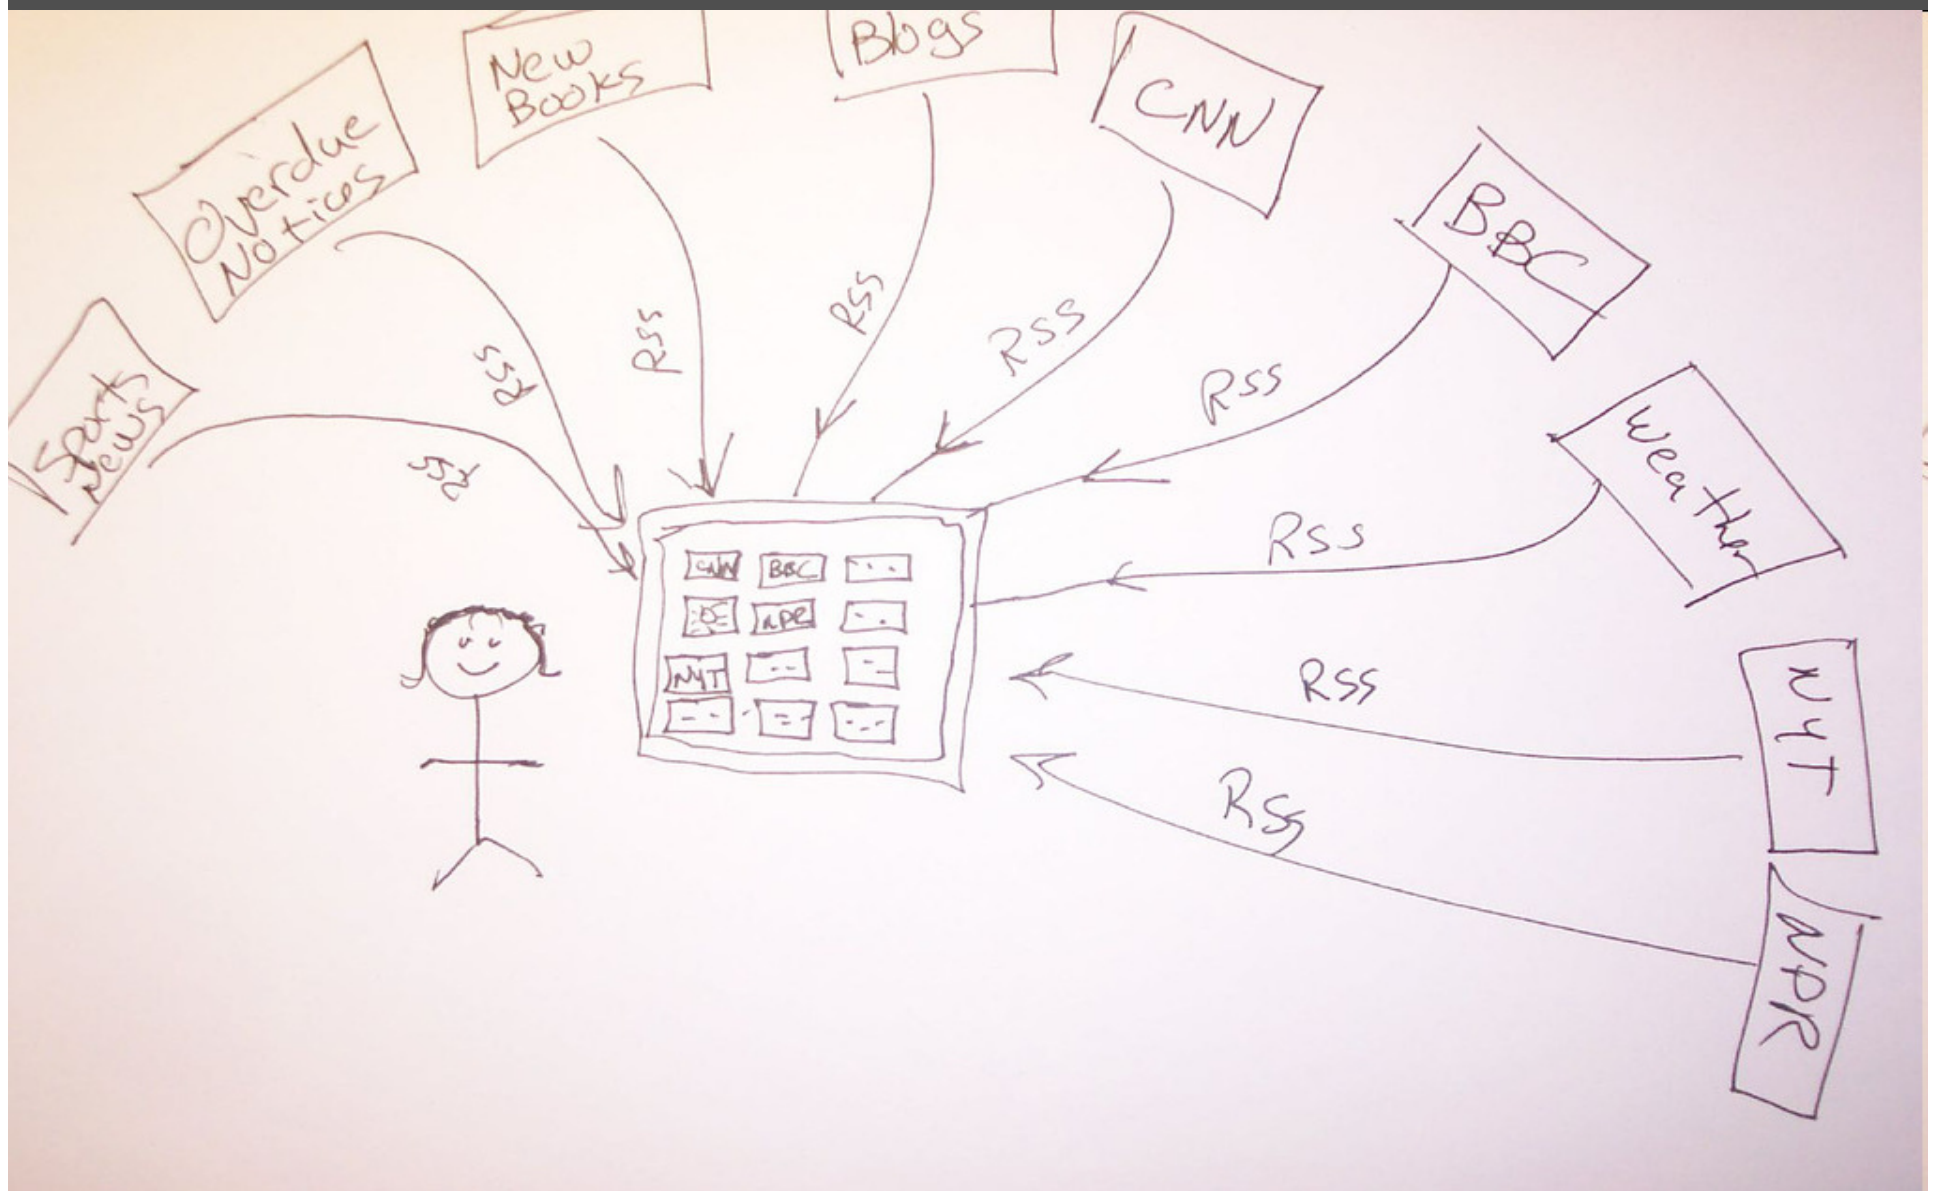 Sports
News
Overdue
Notices
New
Books
Blogs
CNN
BBC
Weather
NYT
NPR
RSS
RSS
RSS
RSS
RSS
RSS
RSS
RSS
RSS
CNN BBC
NPR
NYT